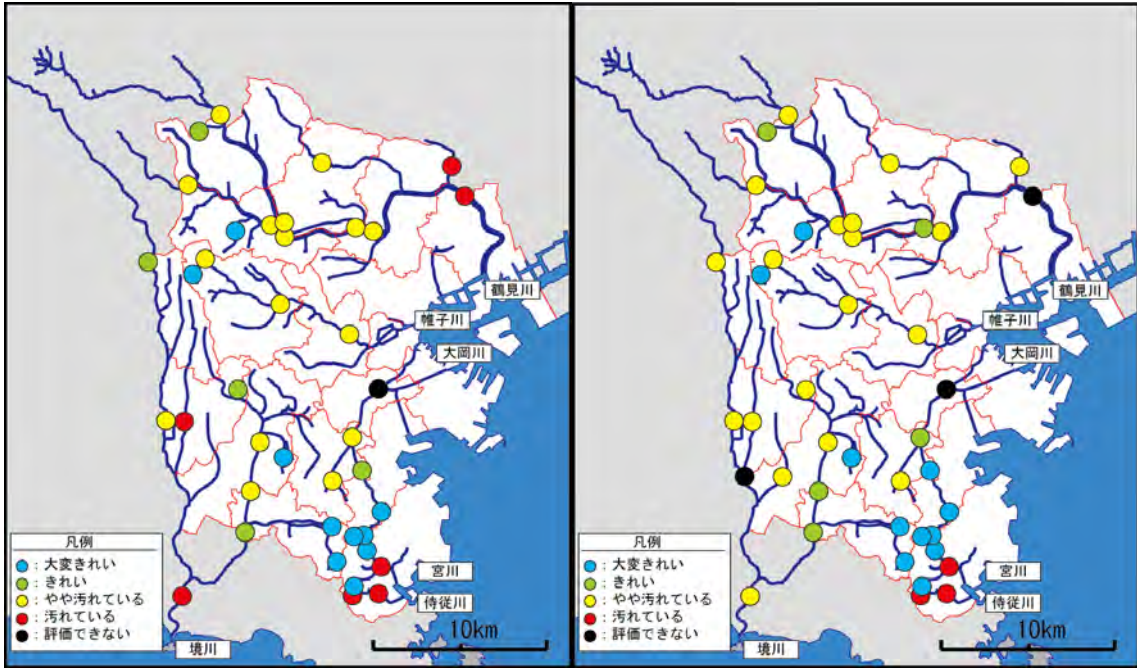 鶴見川
帷子川
大岡川
宮川
侍従川
境川
10km
凡例
：大変きれい
：きれい
：やや汚れている
：汚れている
：評価できない
鶴見川
帷子川
大岡川
宮川
侍従川
境川
10km
凡例
：大変きれい
：きれい
：やや汚れている
：汚れている
：評価できない